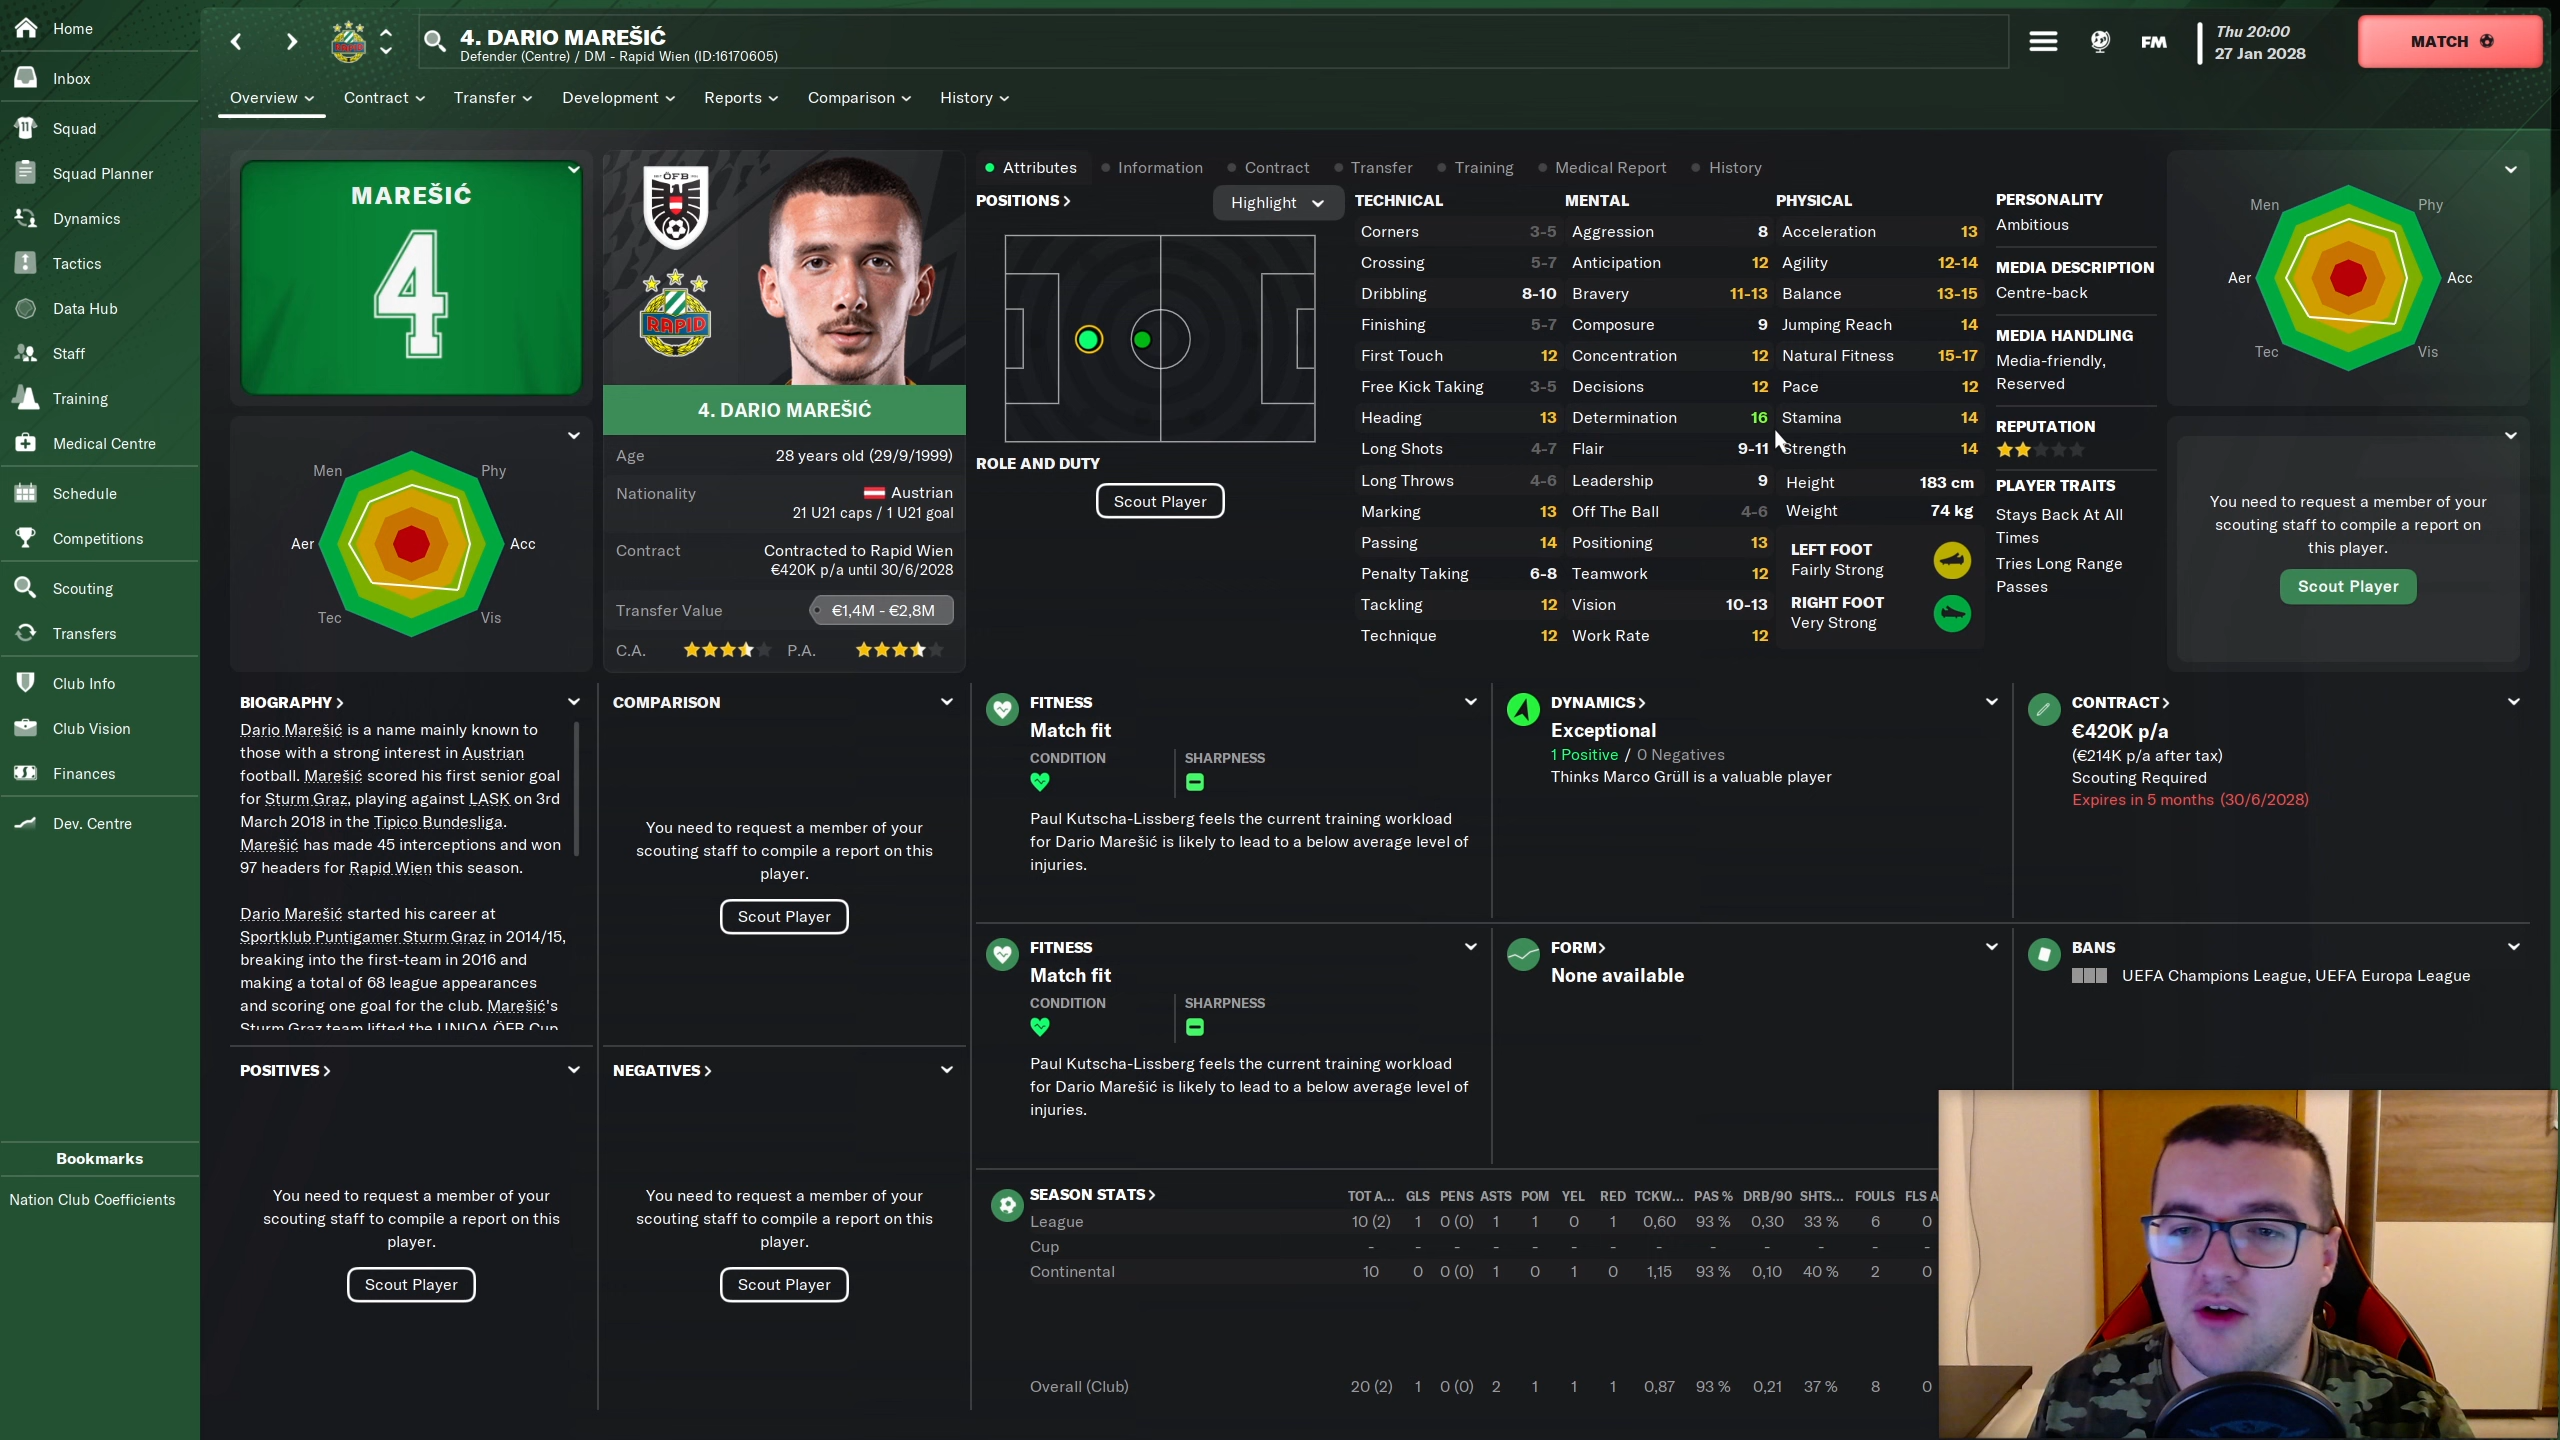 Home
Inbox
Squad
Squad Planner
Dynamics
Tactics
Data Hub
Staff
Training
Medical Centre
Schedule
Competitions
Scouting
Transfers
Club Info
Club Vision
Finances
Dev. Centre
Bookmarks
Nation Club Coefficients
4. DARIO MAREŠIĆ
Defender (Centre) / DM - Rapid Wien (ID:16170605)
FM
Thu 20:00
27 Jan 2028
MATCH
Overview Contract Transfer Development Reports Comparison History
MAREŠIĆ
4
Men Phy
Aer Acc
Tec Vis
ÖFB
RAPID
4. DARIO MAREŠIĆ
Age 28 years old (29/9/1999)
Nationality Austrian
21 U21 caps / 1 U21 goal
Contract Contracted to Rapid Wien
€420K p/a until 30/6/2028
Transfer Value €1,4M - €2,8M
C.A. P.A.
Attributes Information Contract Transfer Training Medical Report History
POSITIONS Highlight
ROLE AND DUTY
Scout Player
TECHNICAL
Corners 3-5
Crossing 5-7
Dribbling 8-10
Finishing 5-7
First Touch 12
Free Kick Taking 3-5
Heading 13
Long Shots 4-7
Long Throws 4-6
Marking 13
Passing 14
Penalty Taking 6-8
Tackling 12
Technique 12
MENTAL
Aggression 8
Anticipation 12
Bravery 11-13
Composure 9
Concentration 12
Decisions 12
Determination 16
Flair 9-11
Leadership 9
Off The Ball 4-6
Positioning 13
Teamwork 12
Vision 10-13
Work Rate 12
PHYSICAL
Acceleration 13
Agility 12-14
Balance 13-15
Jumping Reach 14
Natural Fitness 15-17
Pace 12
Stamina 14
Strength 14
Height 183 cm
Weight 74 kg
LEFT FOOT
Fairly Strong
RIGHT FOOT
Very Strong
PERSONALITY
Ambitious
MEDIA DESCRIPTION
Centre-back
MEDIA HANDLING
Media-friendly,
Reserved
REPUTATION
PLAYER TRAITS
Stays Back At All
Times
Tries Long Range
Passes
Men Phy
Aer Acc
Tec Vis
You need to request a member of your
scouting staff to compile a report on
this player.
Scout Player
BIOGRAPHY
Dario Marešić is a name mainly known to
those with a strong interest in Austrian
football. Marešić scored his first senior goal
for Sturm Graz, playing against LASK on 3rd
March 2018 in the Tipico Bundesliga.
Marešić has made 45 interceptions and won
97 headers for Rapid Wien this season.
Dario Marešić started his career at
Sportklub Puntigamer Sturm Graz in 2014/15,
breaking into the first-team in 2016 and
making a total of 68 league appearances
and scoring one goal for the club. Marešić's
Sturm Graz team lifted the UNIQA ÖFB Cup
COMPARISON
You need to request a member of your
scouting staff to compile a report on this
player.
Scout Player
POSITIVES
You need to request a member of your
scouting staff to compile a report on this
player.
Scout Player
NEGATIVES
You need to request a member of your
scouting staff to compile a report on this
player.
Scout Player
FITNESS
Match fit
CONDITION SHARPNESS
Paul Kutscha-Lissberg feels the current training workload
for Dario Marešić is likely to lead to a below average level of
injuries.
DYNAMICS
Exceptional
1 Positive / 0 Negatives
Thinks Marco Grüll is a valuable player
CONTRACT
€420K p/a
(€214K p/a after tax)
Scouting Required
Expires in 5 months (30/6/2028)
FITNESS
Match fit
CONDITION SHARPNESS
Paul Kutscha-Lissberg feels the current training workload
for Dario Marešić is likely to lead to a below average level of
injuries.
FORM
None available
BANS
UEFA Champions League, UEFA Europa League
SEASON STATS TOT A... GLS PENS ASTS POM YEL RED TCKW... PAS % DRB/90 SHTS... FOULS FLS A
League 10 (2) 1 0 (0) 1 1 0 1 0,60 93 % 0,30 33 % 6 0
Cup - - - - - - - - - - - - -
Continental 10 0 0 (0) 1 0 1 0 1,15 93 % 0,10 40 % 2 0
Overall (Club) 20 (2) 1 0 (0) 2 1 1 1 0,87 93 % 0,21 37 % 8 0